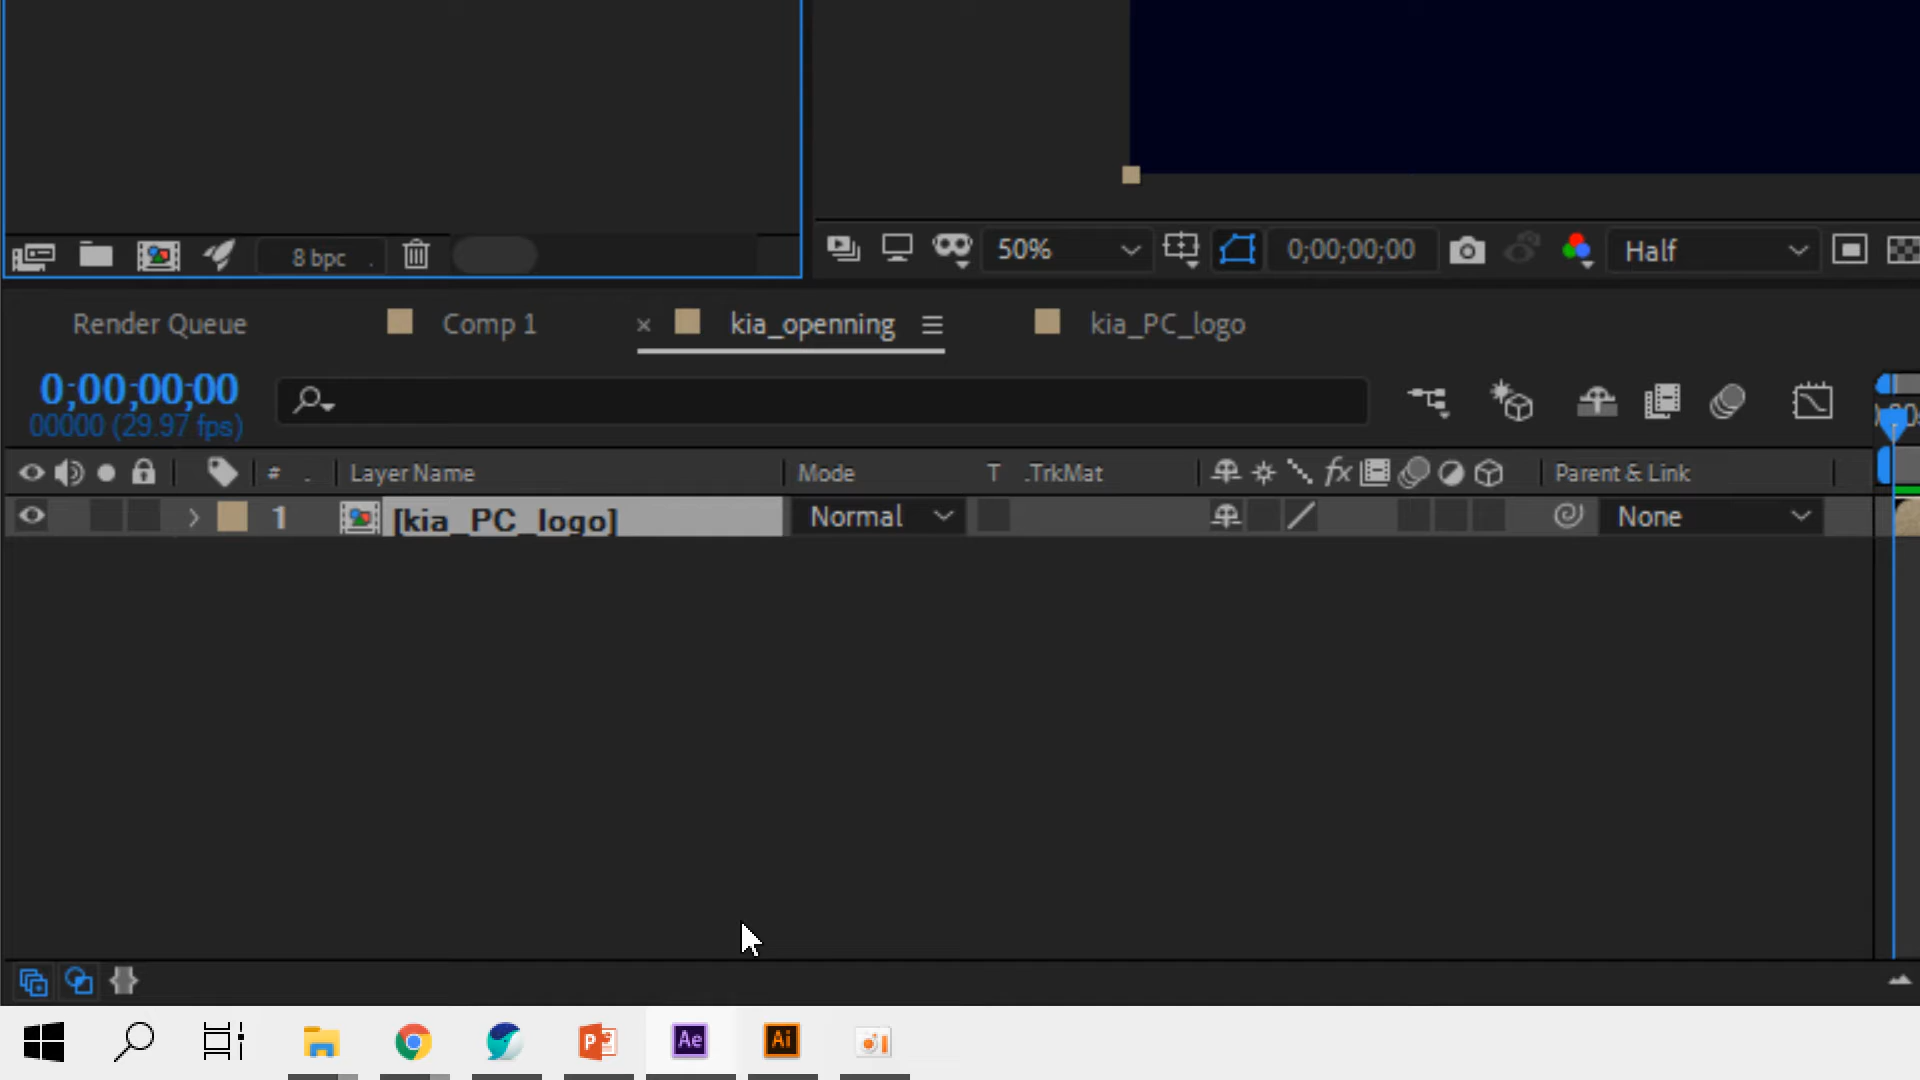 8 bpc
50%
0;00;00;00
Half
Render Queue
Comp 1
kia_openning
kia_PC_logo
0;00;00;00
00000 (29.97 fps)
# . Layer Name
Mode
T .TrkMat
fx
Parent & Link
1
[kia_PC_logo]
Normal
None
Ae
Ai